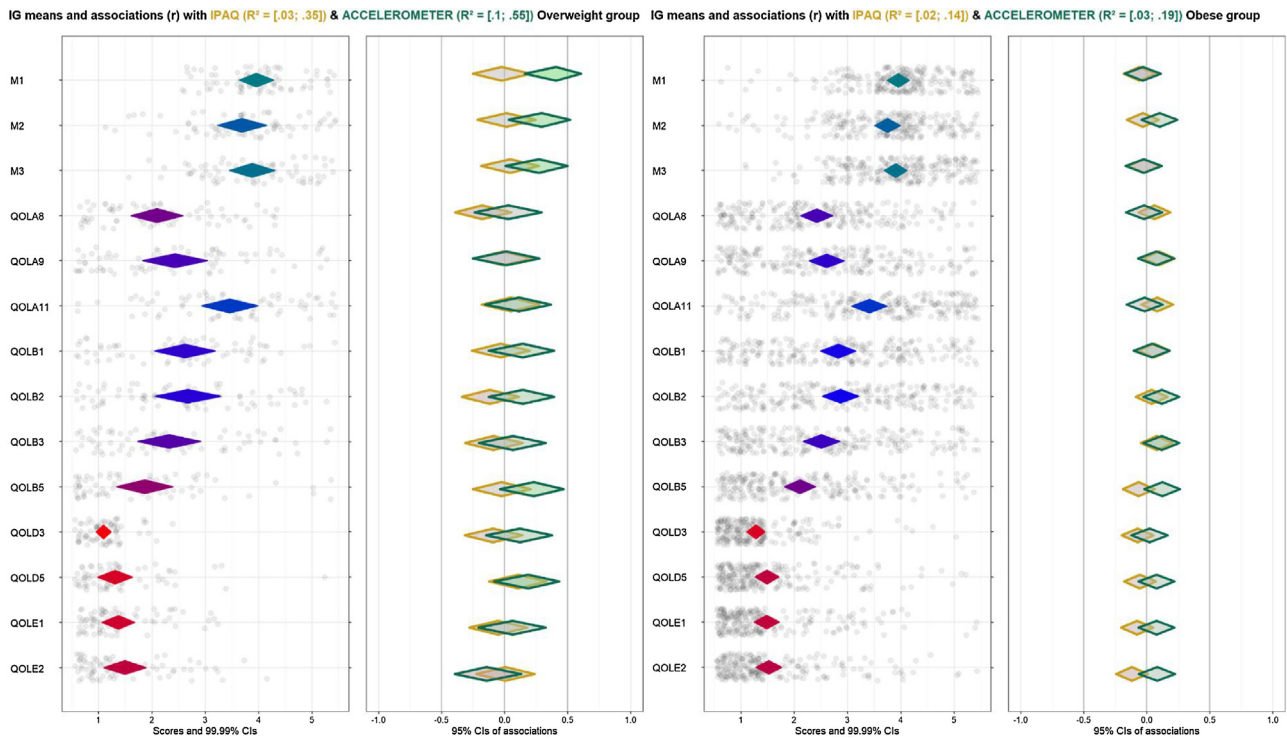 IG means and associations (r) with IPAQ (R² = [.03; .35]) & ACCELEROMETER (R² = [.1; .55]) Overweight group
M1
M2
M3
QOLA8
QOLA9
QOLA11
QOLB1
QOLB2
QOLB3
QOLB5
QOLD3
QOLD5
QOLE1
QOLE2
1 2 3 4 5
Scores and 99.99% CIs
-1.0 -0.5 0.0 0.5 1.0
95% CIs of associations
IG means and associations (r) with IPAQ (R² = [.02; .14]) & ACCELEROMETER (R² = [.03; .19]) Obese group
M1
M2
M3
QOLA8
QOLA9
QOLA11
QOLB1
QOLB2
QOLB3
QOLB5
QOLD3
QOLD5
QOLE1
QOLE2
1 2 3 4 5
Scores and 99.99% CIs
-1.0 -0.5 0.0 0.5 1.0
95% CIs of associations